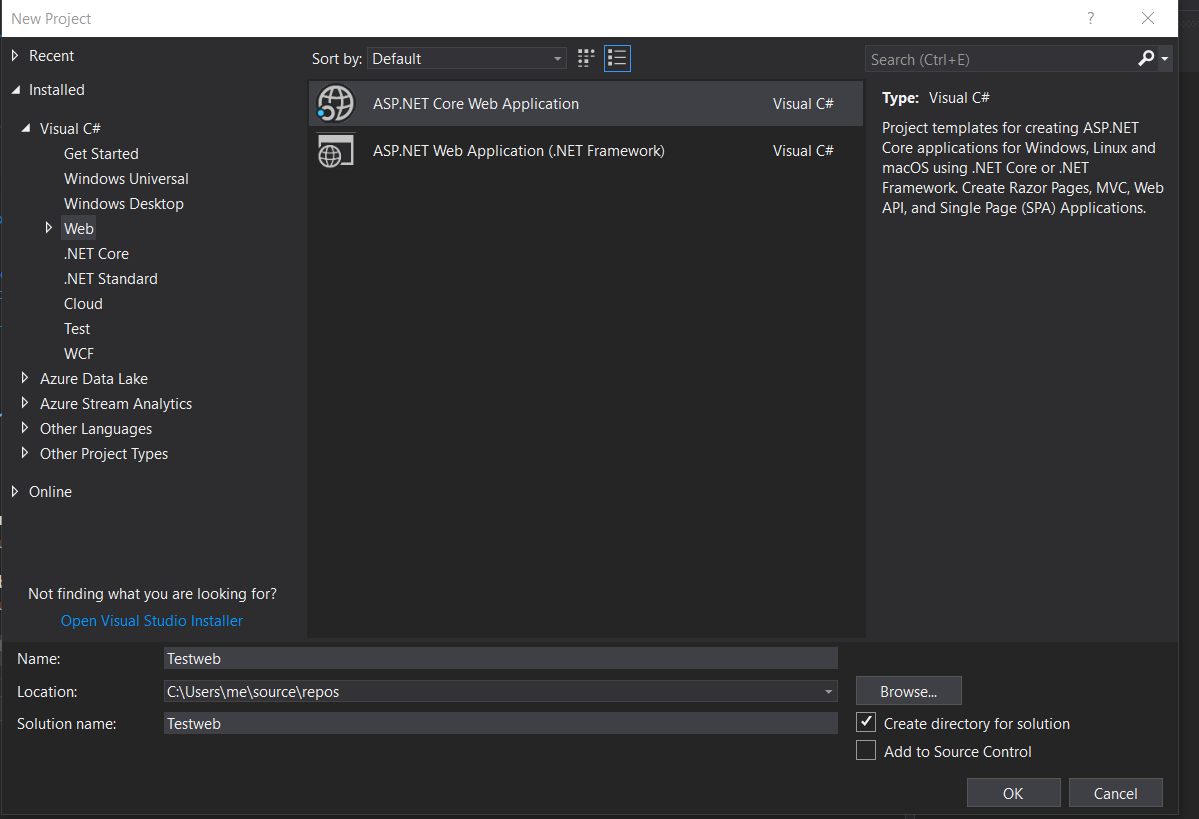 New Project
?
Recent
Installed
Visual C#
Get Started
Windows Universal
Windows Desktop
Web
.NET Core
.NET Standard
Cloud
Test
WCF
Azure Data Lake
Azure Stream Analytics
Other Languages
Other Project Types
Online
Not finding what you are looking for?
Open Visual Studio Installer
Sort by: Default
ASP.NET Core Web Application Visual C#
ASP.NET Web Application (.NET Framework) Visual C#
Search (Ctrl+E)
Type: Visual C#
Project templates for creating ASP.NET
Core applications for Windows, Linux and
macOS using .NET Core or .NET
Framework. Create Razor Pages, MVC, Web
API, and Single Page (SPA) Applications.
Name: Testweb
Location: C:\Users\me\source\repos Browse...
Solution name: Testweb
Create directory for solution
Add to Source Control
OK Cancel